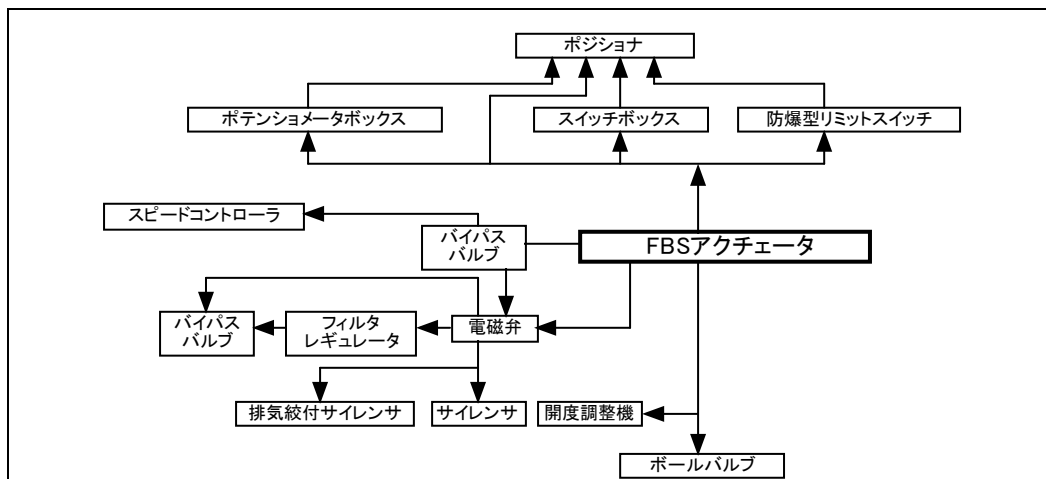 ポジショナ
ポテンショメータボックス
スイッチボックス
防爆型リミットスイッチ
スピードコントローラ
バイパス
バルブ
FBSアクチェータ
バイパス
バルブ
フィルタ
レギュレータ
電磁弁
排気絞付サイレンサ
サイレンサ
開度調整機
ボールバルブ